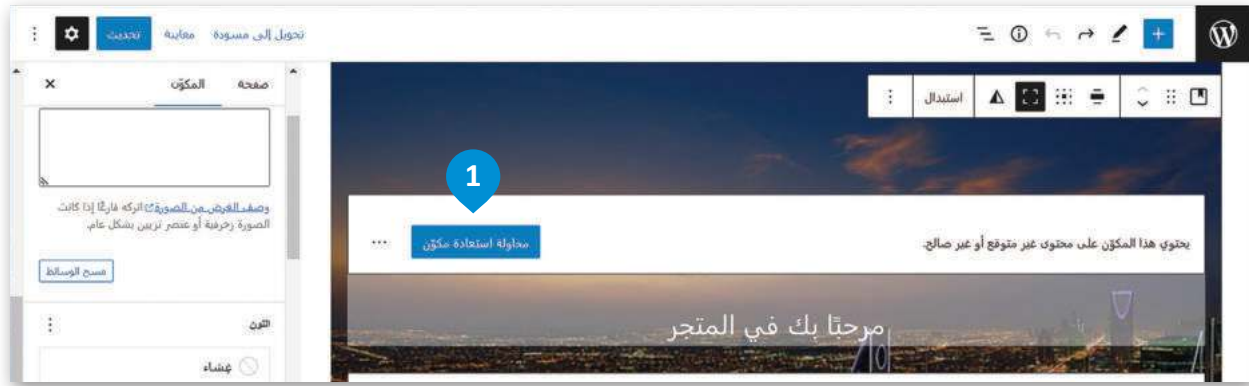 تحويل إلى مسودة معاينة تحديث
استبدال
صفحة المكوّن
1
يحتوي هذا المكوّن على محتوى غير متوقع أو غير صالح.
محاولة استعادة مكوّن
وصف الغرض من الصورة اتركه فارغًا إذا كانت
الصورة زخرفية أو عنصر تزيين بشكل عام.
مسح الوسائط
مرحبًا بك في المتجر
اللون
غشاء